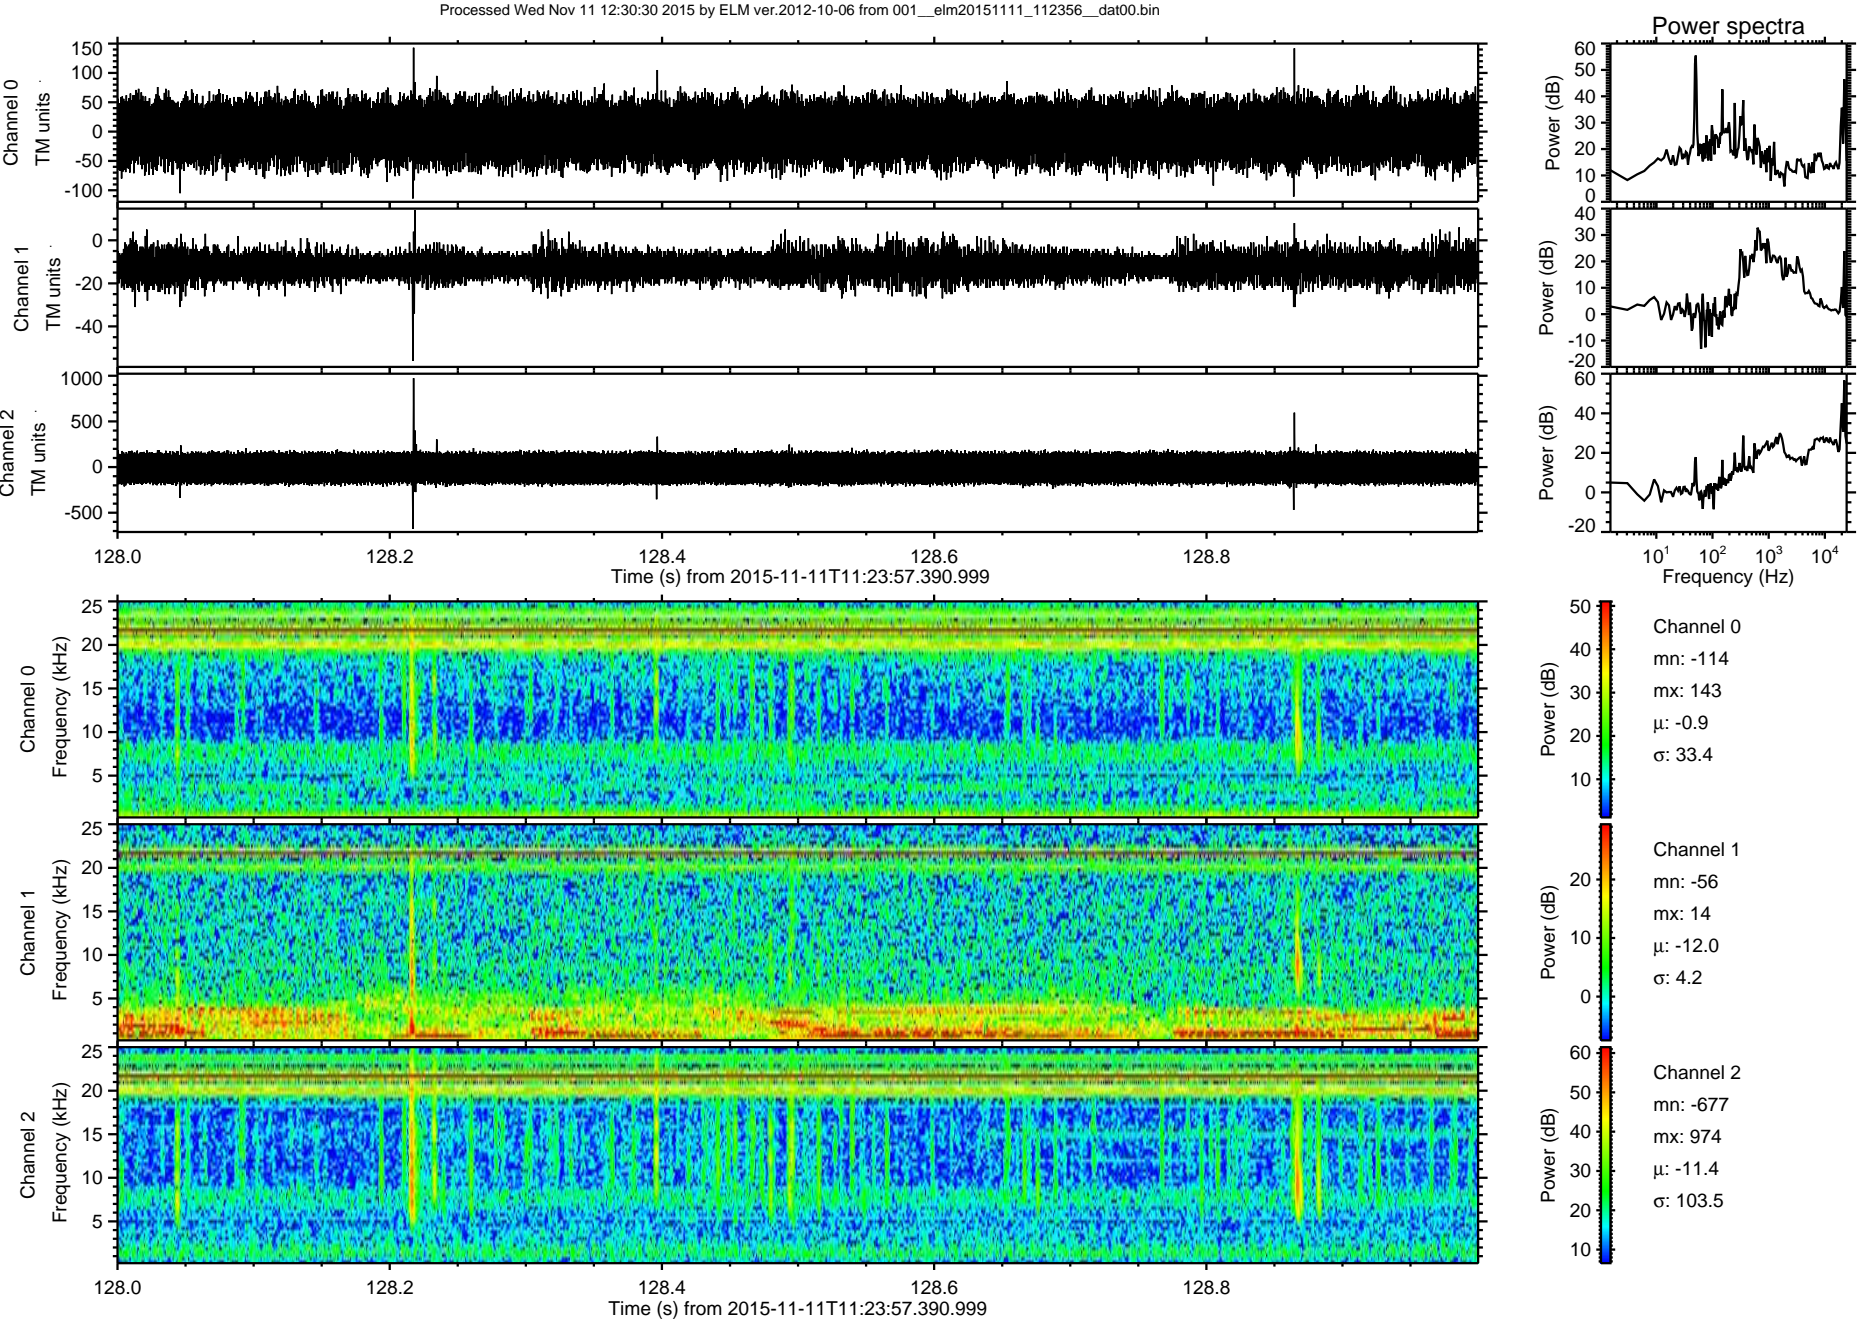 Processed Wed Nov 11 12:30:30 2015 by ELM ver.2012-10-06 from 001__elm20151111_112356__dat00.bin
Power spectra
Channel 0
TM units
150
100
50
0
-50
-100
Power (dB)
60
50
40
30
20
10
0
Channel 1
TM units
0
-20
-40
Power (dB)
40
30
20
10
0
-10
-20
Channel 2
TM units
1000
500
0
-500
Power (dB)
60
40
20
0
-20
128.0 128.2 128.4 128.6 128.8
Time (s) from 2015-11-11T11:23:57.390.999
10^1 10^2 10^3 10^4
Frequency (Hz)
Channel 0
Frequency (kHz)
25
20
15
10
5
Power (dB)
50
40
30
20
10
Channel 0
mn: -114
mx: 143
μ: -0.9
σ: 33.4
Channel 1
Frequency (kHz)
25
20
15
10
5
Power (dB)
20
10
0
Channel 1
mn: -56
mx: 14
μ: -12.0
σ: 4.2
Channel 2
Frequency (kHz)
25
20
15
10
5
Power (dB)
60
50
40
30
20
10
Channel 2
mn: -677
mx: 974
μ: -11.4
σ: 103.5
128.0 128.2 128.4 128.6 128.8
Time (s) from 2015-11-11T11:23:57.390.999